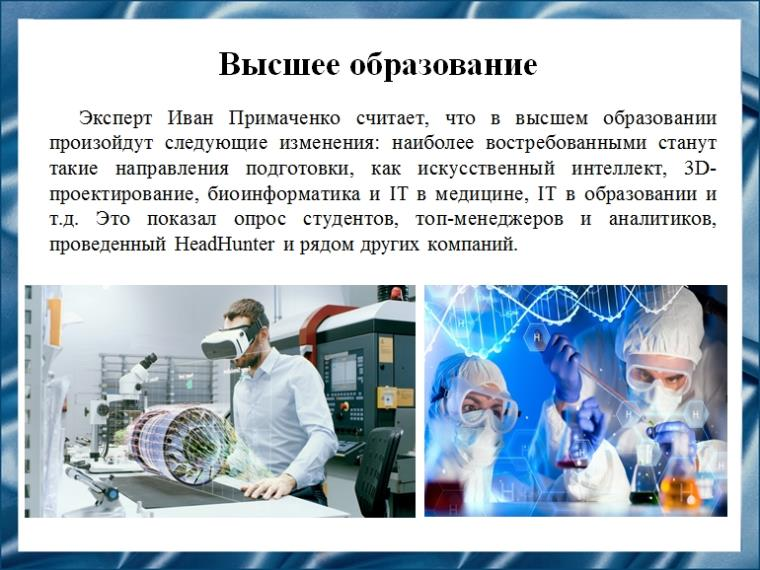 Высшее образование
Эксперт Иван Примаченко считает, что в высшем образовании
произойдут следующие изменения: наиболее востребованными станут
такие направления подготовки, как искусственный интеллект, 3D-
проектирование, биоинформатика и IT в медицине, IT в образовании и
т.д. Это показал опрос студентов, топ-менеджеров и аналитиков,
проведенный HeadHunter и рядом других компаний.
H
H
H
H
H